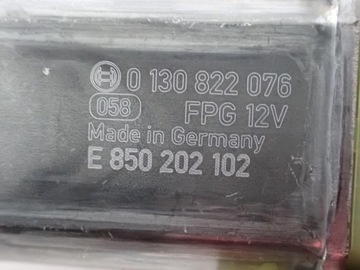 0 130 822 076
058 FPG 12V
Made in Germany
E 850 202 102